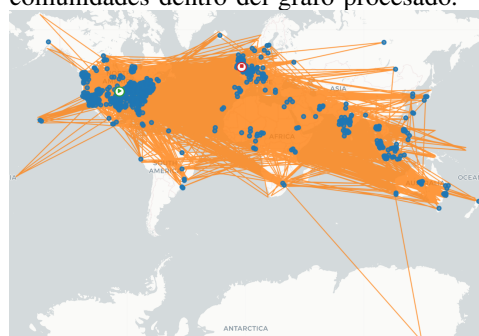 comunidades dentro del grafo procesado.
ASIA
AFRICA
AMERICA
OCEAN
ANTARCTICA